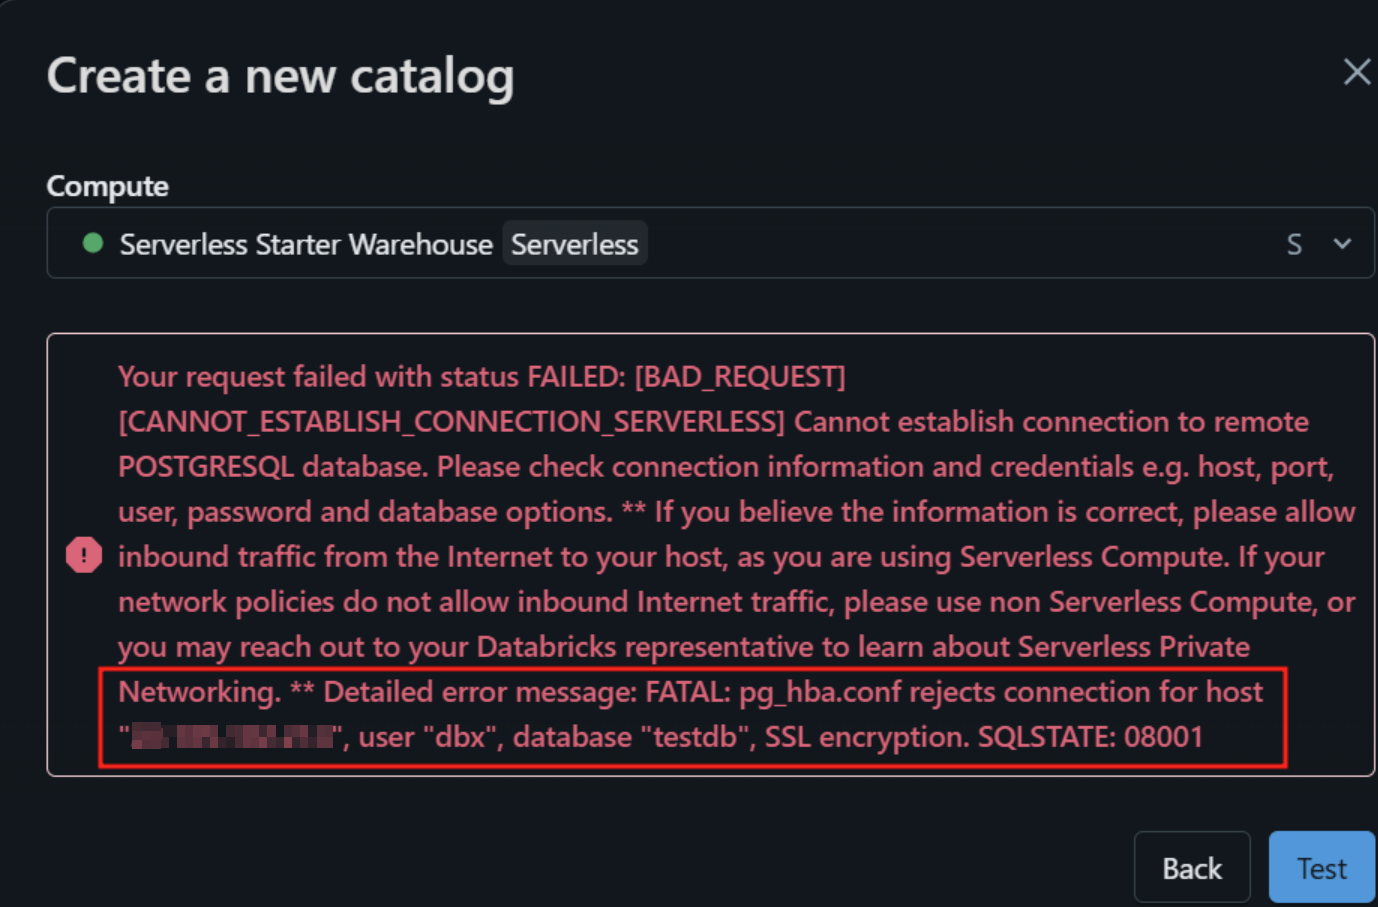 Create a new catalog
Compute
Serverless Starter Warehouse Serverless S
Your request failed with status FAILED: [BAD_REQUEST]
[CANNOT_ESTABLISH_CONNECTION_SERVERLESS] Cannot establish connection to remote
POSTGRESQL database. Please check connection information and credentials e.g. host, port,
user, password and database options. ** If you believe the information is correct, please allow
inbound traffic from the Internet to your host, as you are using Serverless Compute. If your
network policies do not allow inbound Internet traffic, please use non Serverless Compute, or
you may reach out to your Databricks representative to learn about Serverless Private
Networking. ** Detailed error message: FATAL: pg_hba.conf rejects connection for host
"", user "dbx", database "testdb", SSL encryption. SQLSTATE: 08001
Back Test